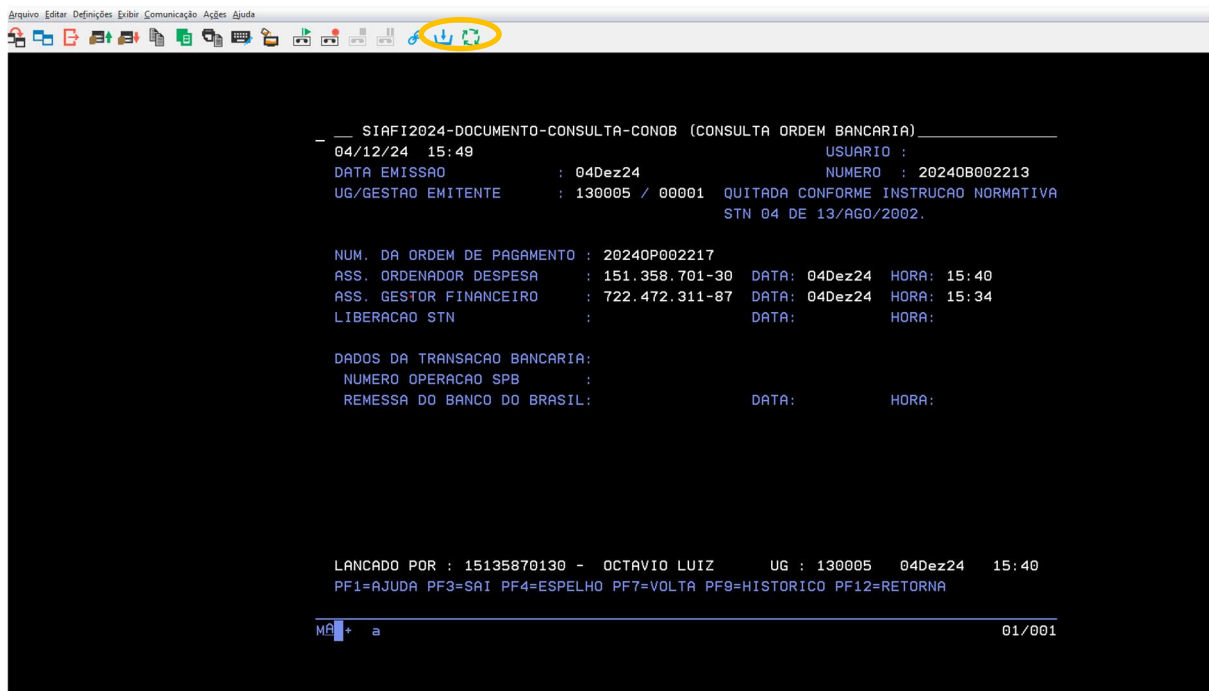 Arquivo Editar Definições Exibir Comunicação Ações Ajuda
_ __ SIAFI2024-DOCUMENTO-CONSULTA-CONOB (CONSULTA ORDEM BANCARIA)_______________
04/12/24 15:49 USUARIO :
DATA EMISSAO : 04Dez24 NUMERO : 2024OB002213
UG/GESTAO EMITENTE : 130005 / 00001 QUITADA CONFORME INSTRUCAO NORMATIVA
STN 04 DE 13/AGO/2002.
NUM. DA ORDEM DE PAGAMENTO : 2024OP002217
ASS. ORDENADOR DESPESA : 151.358.701-30 DATA: 04Dez24 HORA: 15:40
ASS. GESTOR FINANCEIRO : 722.472.311-87 DATA: 04Dez24 HORA: 15:34
LIBERACAO STN : DATA: HORA:
DADOS DA TRANSACAO BANCARIA:
NUMERO OPERACAO SPB :
REMESSA DO BANCO DO BRASIL: DATA: HORA:
LANCADO POR : 15135870130 - OCTAVIO LUIZ UG : 130005 04Dez24 15:40
PF1=AJUDA PF3=SAI PF4=ESPELHO PF7=VOLTA PF9=HISTORICO PF12=RETORNA
MA + a 01/001